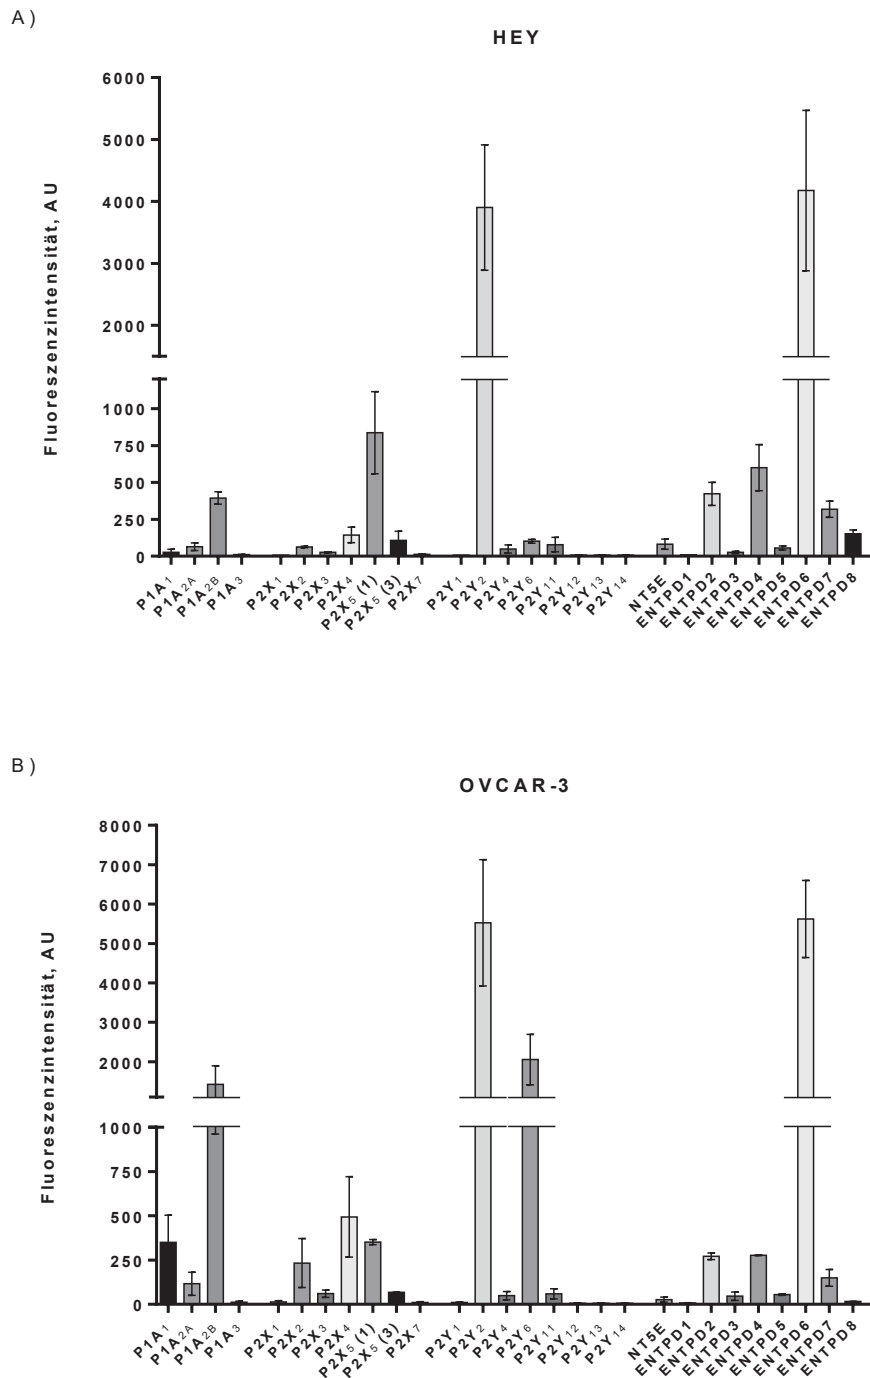 A)
HEY
Fluoreszenzintensität, AU
6000
5000
4000
3000
2000
1000
750
500
250
0
P1A1
P1A2A
P1A2B
P1A3
P2X1
P2X2
P2X3
P2X4
P2X5 (1)
P2X5 (3)
P2X7
P2Y1
P2Y2
P2Y4
P2Y6
P2Y11
P2Y12
P2Y13
P2Y14
NT5E
ENTPD1
ENTPD2
ENTPD3
ENTPD4
ENTPD5
ENTPD6
ENTPD7
ENTPD8
B)
OVCAR-3
Fluoreszenzintensität, AU
8000
7000
6000
5000
4000
3000
2000
1000
750
500
250
0
P1A1
P1A2A
P1A2B
P1A3
P2X1
P2X2
P2X3
P2X4
P2X5 (1)
P2X5 (3)
P2X7
P2Y1
P2Y2
P2Y4
P2Y6
P2Y11
P2Y12
P2Y13
P2Y14
NT5E
ENTPD1
ENTPD2
ENTPD3
ENTPD4
ENTPD5
ENTPD6
ENTPD7
ENTPD8